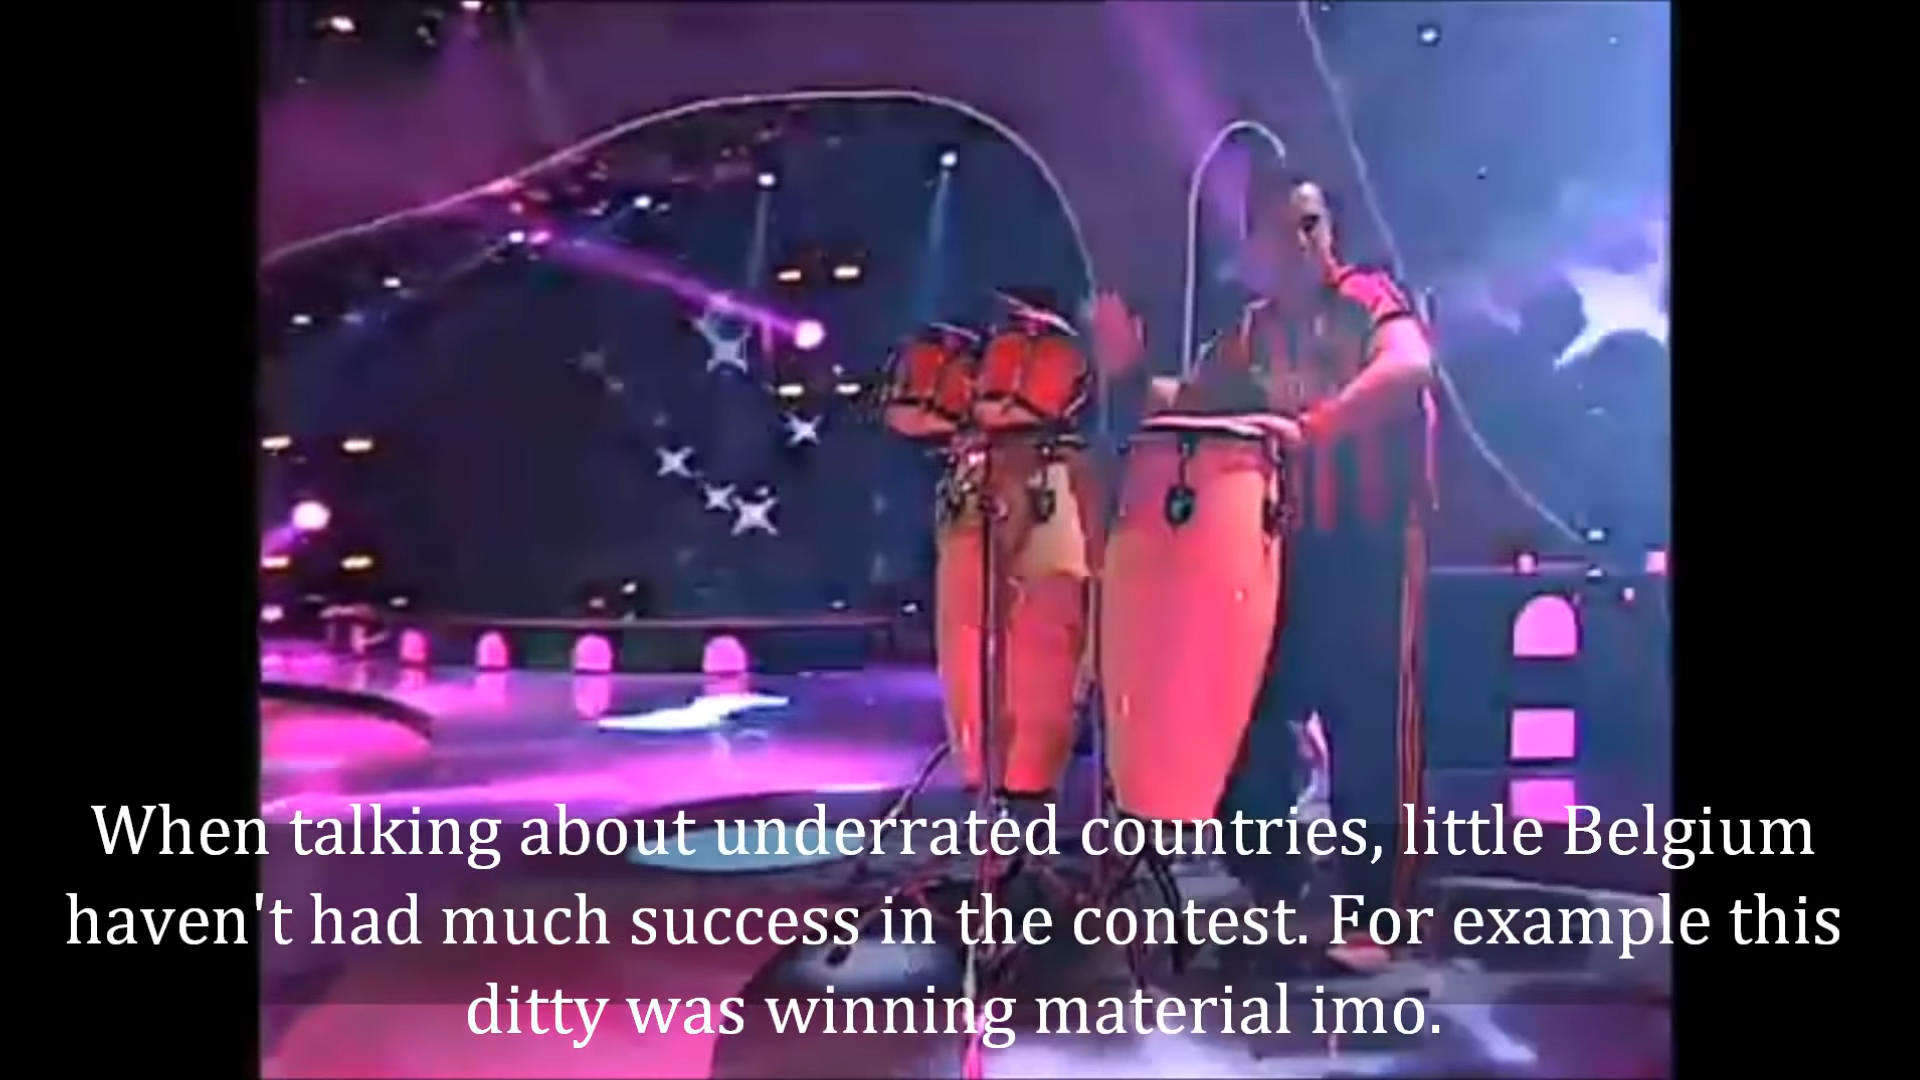 When talking about underrated countries, little Belgium
haven't had much success in the contest. For example this
ditty was winning material imo.